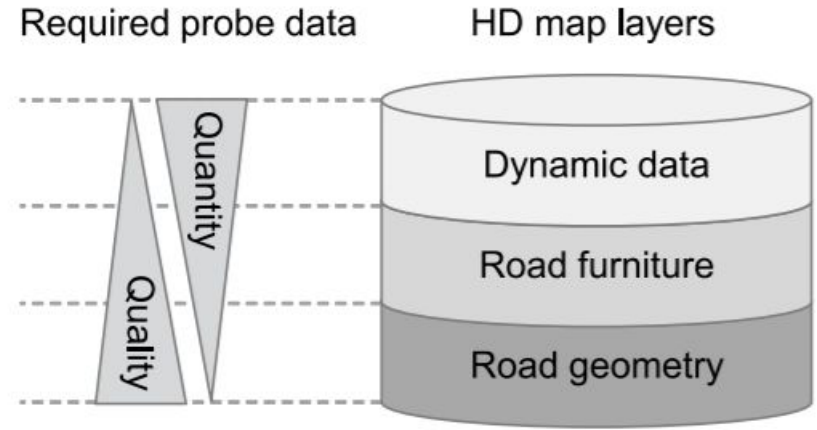 Required probe data
HD map layers
Quantity
Quality
Dynamic data
Road furniture
Road geometry